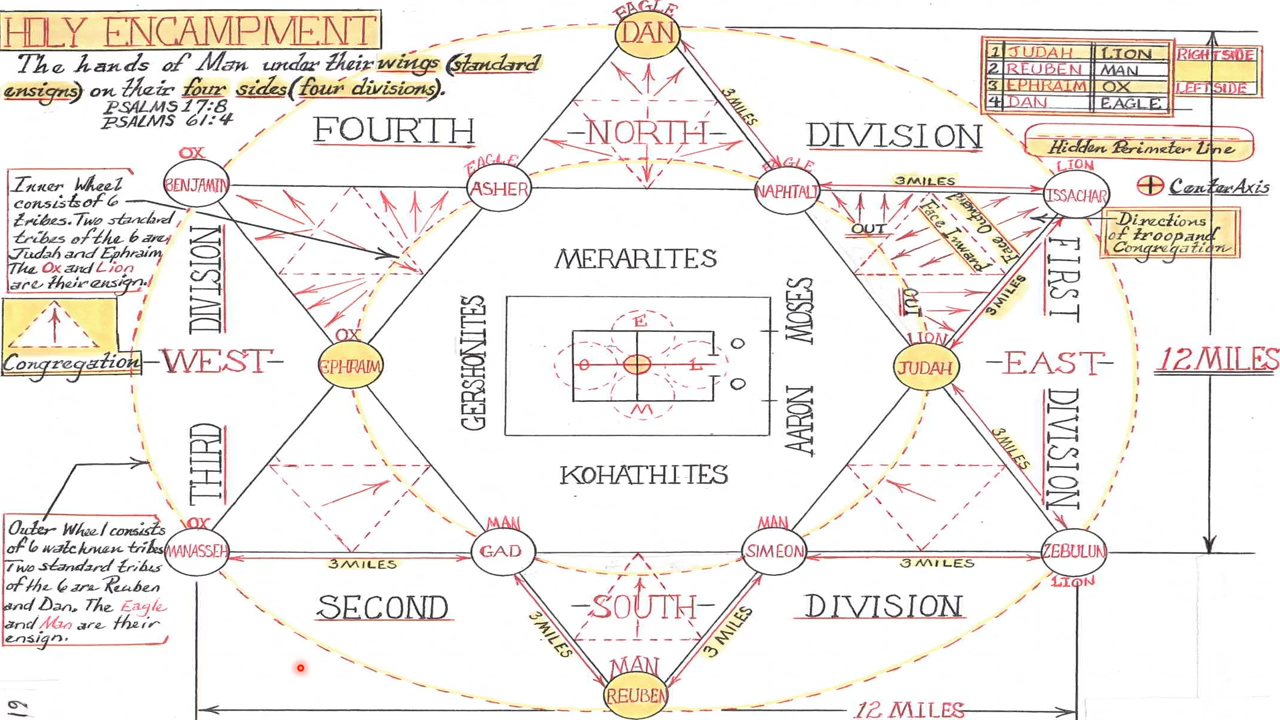 HOLY ENCAMPMENT
The hands of Man under their wings (standard
ensigns) on their four sides (four divisions).
PSALMS 17:8
PSALMS 61:4
EAGLE
DAN
1 JUDAH LION
2 REUBEN MAN
3 EPHRAIM OX
4 DAN EAGLE
RIGHT SIDE
LEFT SIDE
3 MILES
FOURTH
-NORTH-
DIVISION
Hidden Perimeter Line
OX
BENJAMIN
EAGLE
ASHER
EAGLE
NAPHTALI
3 MILES
LION
ISSACHAR
Center Axis
Inner Wheel
consists of 6
tribes. Two standard
tribes of the 6 are
Judah and Ephraim
The Ox and Lion
are their ensign.
OUT
Face Outward
Face Inward
Directions
of troop and
Congregation
DIVISION
MERARITES
FIRST
OUT
3 MILES
GERSHONITES
MOSES
E
O
L
M
AARON
Congregation
-WEST-
OX
EPHRAIM
LION
JUDAH
-EAST-
12 MILES
THIRD
KOHATHITES
3 MILES
DIVISION
Outer Wheel consists
of 6 watchmen tribes
Two standard tribes
of the 6 are Reuben
and Dan. The Eagle
and Man are their
ensign.
OX
MANASSEH
MAN
GAD
MAN
SIMEON
ZEBULUN
LION
3 MILES
3 MILES
SECOND
-SOUTH-
DIVISION
3 MILES
3 MILES
MAN
REUBEN
12 MILES
19